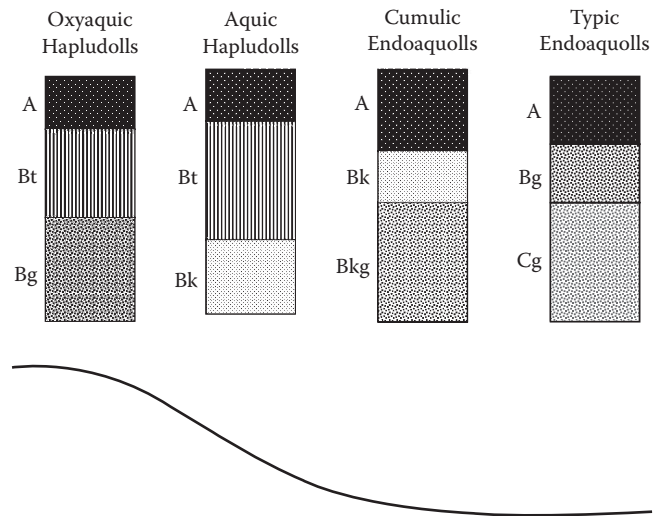 Oxyaquic
Hapludolls
Aquic
Hapludolls
Cumulic
Endoaquolls
Typic
Endoaquolls
A
Bt
Bg
A
Bt
Bk
A
Bk
Bkg
A
Bg
Cg